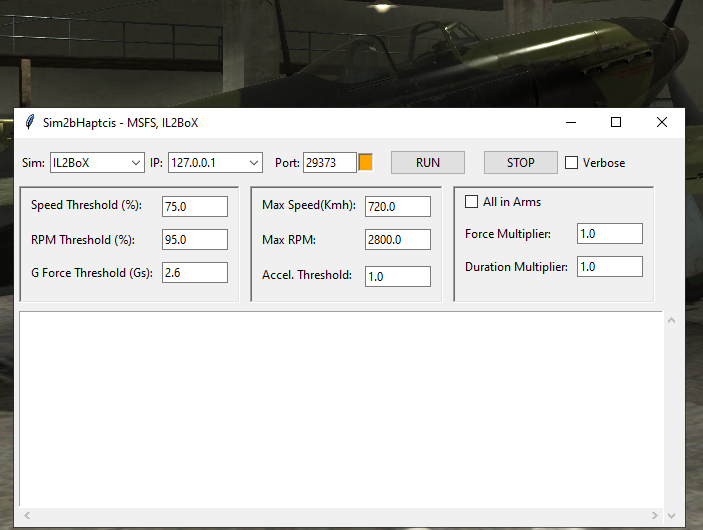 Sim2bHaptcis - MSFS, IL2BoX
Sim: IL2BoX IP: 127.0.0.1 Port: 29373 RUN STOP Verbose
Speed Threshold (%): 75.0
RPM Threshold (%): 95.0
G Force Threshold (Gs): 2.6
Max Speed(Kmh): 720.0
Max RPM: 2800.0
Accel. Threshold: 1.0
All in Arms
Force Multiplier: 1.0
Duration Multiplier: 1.0